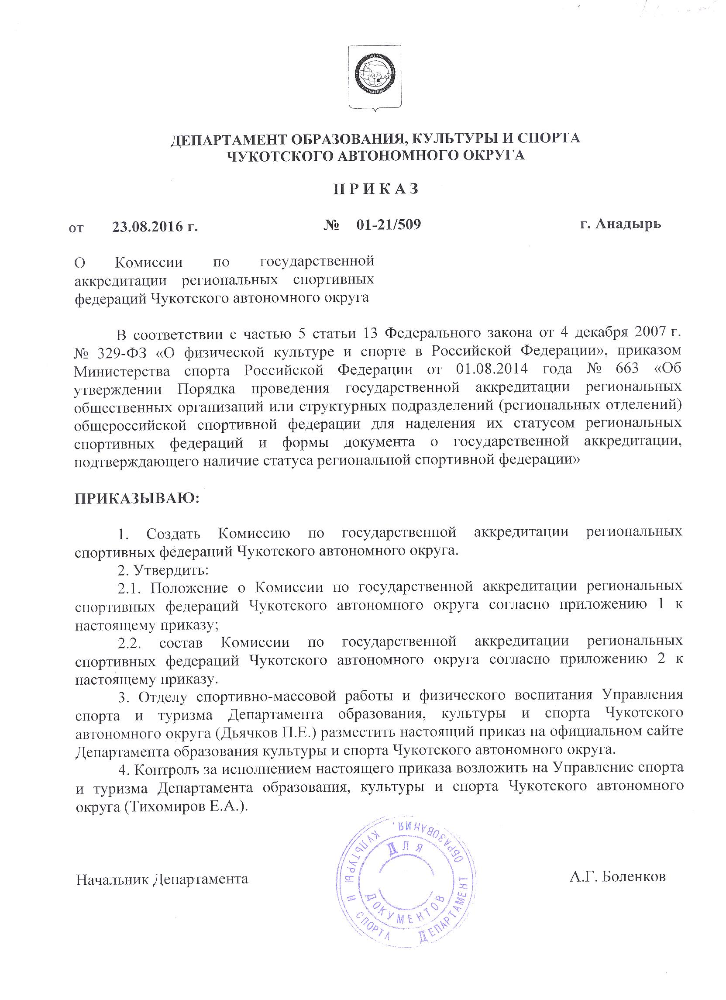 ДЕПАРТАМЕНТ ОБРАЗОВАНИЯ, КУЛЬТУРЫ И СПОРТА
ЧУКОТСКОГО АВТОНОМНОГО ОКРУГА
П Р И К А З
от 23.08.2016 г. № 01-21/509 г. Анадырь
О Комиссии по государственной
аккредитации региональных спортивных
федераций Чукотского автономного округа
В соответствии с частью 5 статьи 13 Федерального закона от 4 декабря 2007 г.
№ 329-ФЗ «О физической культуре и спорте в Российской Федерации», приказом
Министерства спорта Российской Федерации от 01.08.2014 года № 663 «Об
утверждении Порядка проведения государственной аккредитации региональных
общественных организаций или структурных подразделений (региональных отделений)
общероссийской спортивной федерации для наделения их статусом региональных
спортивных федераций и формы документа о государственной аккредитации,
подтверждающего наличие статуса региональной спортивной федерации»
ПРИКАЗЫВАЮ:
1. Создать Комиссию по государственной аккредитации региональных
спортивных федераций Чукотского автономного округа.
2. Утвердить:
2.1. Положение о Комиссии по государственной аккредитации региональных
спортивных федераций Чукотского автономного округа согласно приложению 1 к
настоящему приказу;
2.2. состав Комиссии по государственной аккредитации региональных
спортивных федераций Чукотского автономного округа согласно приложению 2 к
настоящему приказу.
3. Отделу спортивно-массовой работы и физического воспитания Управления
спорта и туризма Департамента образования, культуры и спорта Чукотского
автономного округа (Дьячков П.Е.) разместить настоящий приказ на официальном сайте
Департамента образования культуры и спорта Чукотского автономного округа.
4. Контроль за исполнением настоящего приказа возложить на Управление спорта
и туризма Департамента образования, культуры и спорта Чукотского автономного
округа (Тихомиров Е.А.).
Начальник Департамента А.Г. Боленков
ДЕПАРТАМЕНТ ОБРАЗОВАНИЯ, КУЛЬТУРЫ И СПОРТА
ДЛЯ
ДОКУМЕНТОВ